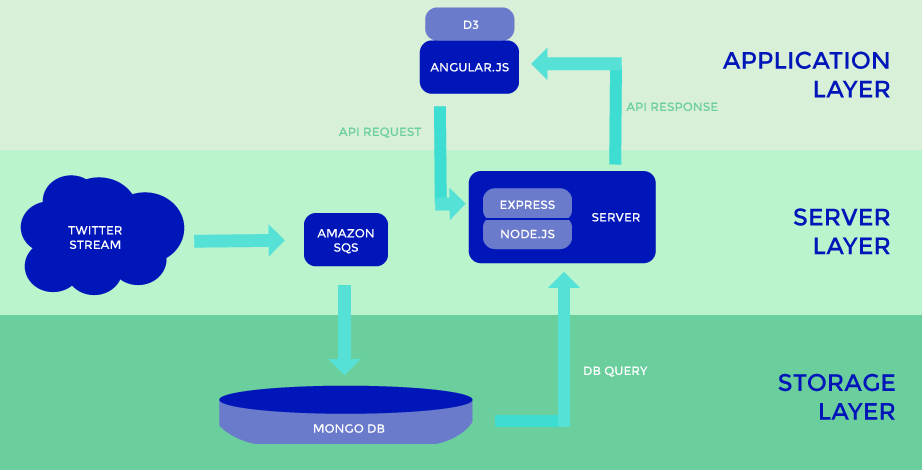 D3
ANGULAR.JS
APPLICATION
LAYER
API REQUEST
API RESPONSE
TWITTER
STREAM
AMAZON
SQS
EXPRESS
NODE.JS
SERVER
SERVER
LAYER
DB QUERY
MONGO DB
STORAGE
LAYER